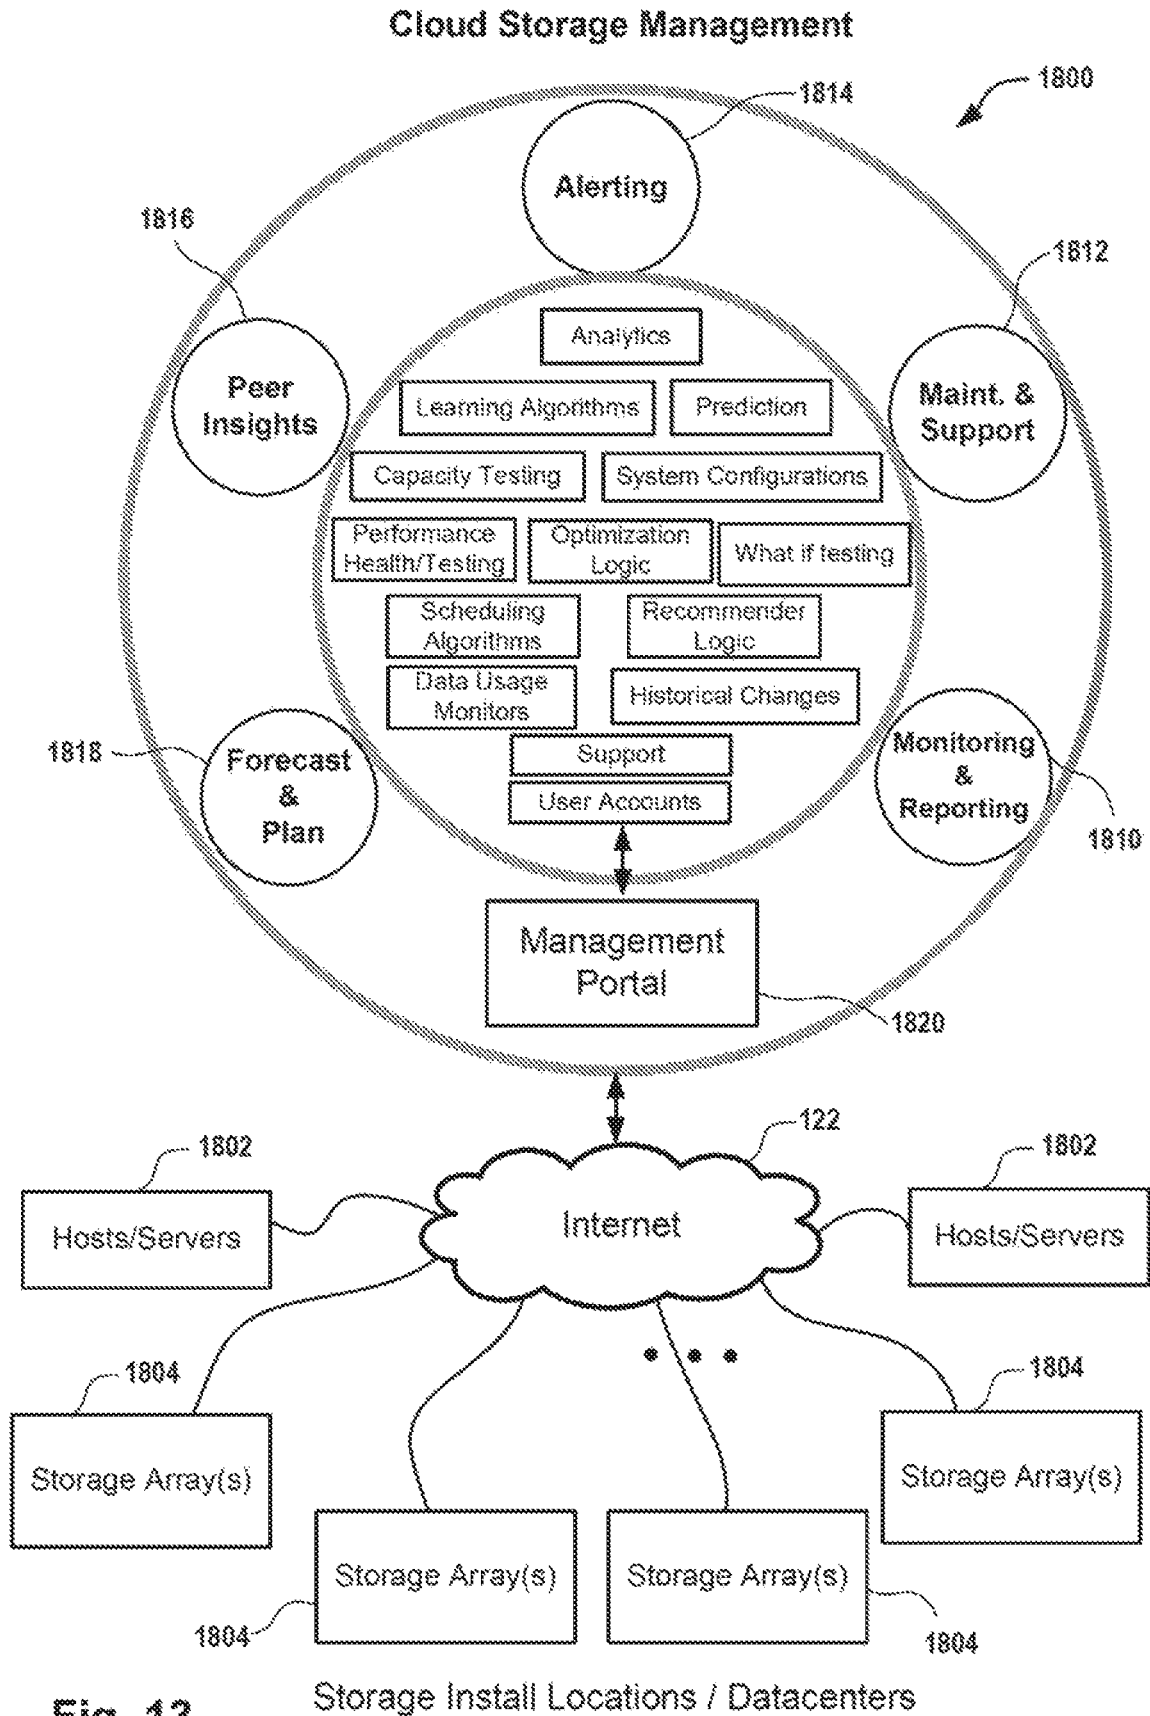 Cloud Storage Management
1800
1814
Alerting
1816
1812
Peer
Insights
Maint. &
Support
Analytics
Learning Algorithms
Prediction
Capacity Testing
System Configurations
Performance
Health/Testing
Optimization
Logic
What if testing
Scheduling
Algorithms
Recommender
Logic
Data Usage
Monitors
Historical Changes
Support
User Accounts
1818
Forecast
&
Plan
Monitoring
&
Reporting
1810
Management
Portal
1820
122
1802
Hosts/Servers
Internet
1802
Hosts/Servers
1804
Storage Array(s)
1804
Storage Array(s)
Storage Array(s)
1804
Storage Array(s)
1804
Storage Install Locations / Datacenters
Fig. 13